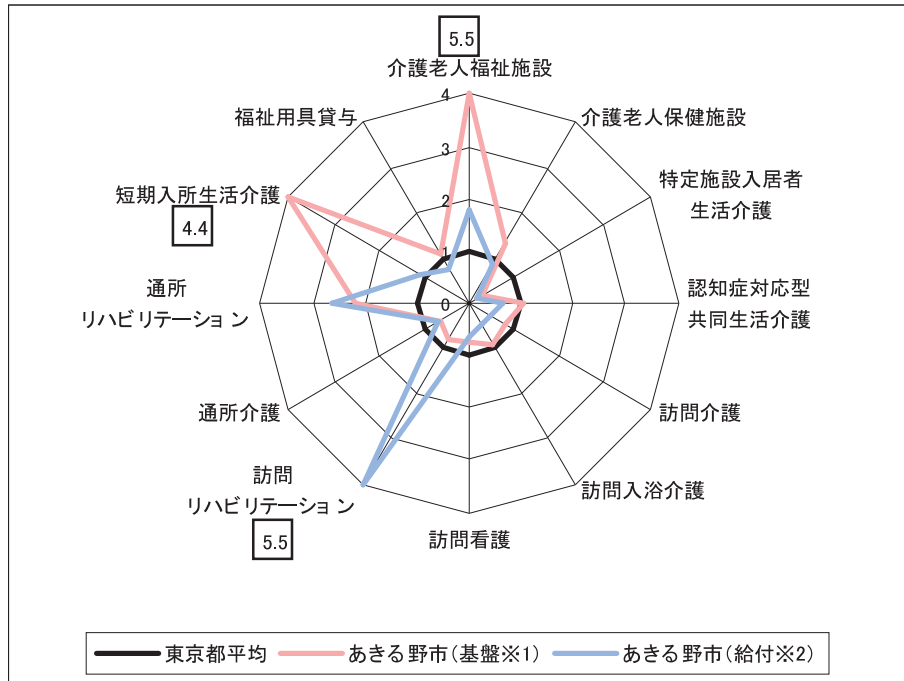 5.5
介護老人福祉施設
4
福祉用具貸与
介護老人保健施設
3
特定施設入居者
生活介護
短期入所生活介護
4.4
2
1
通所
リハビリテーション
0
認知症対応型
共同生活介護
通所介護
訪問介護
訪問
リハビリテーション
5.5
訪問入浴介護
訪問看護
東京都平均
あきる野市(基盤※1)
あきる野市(給付※2)